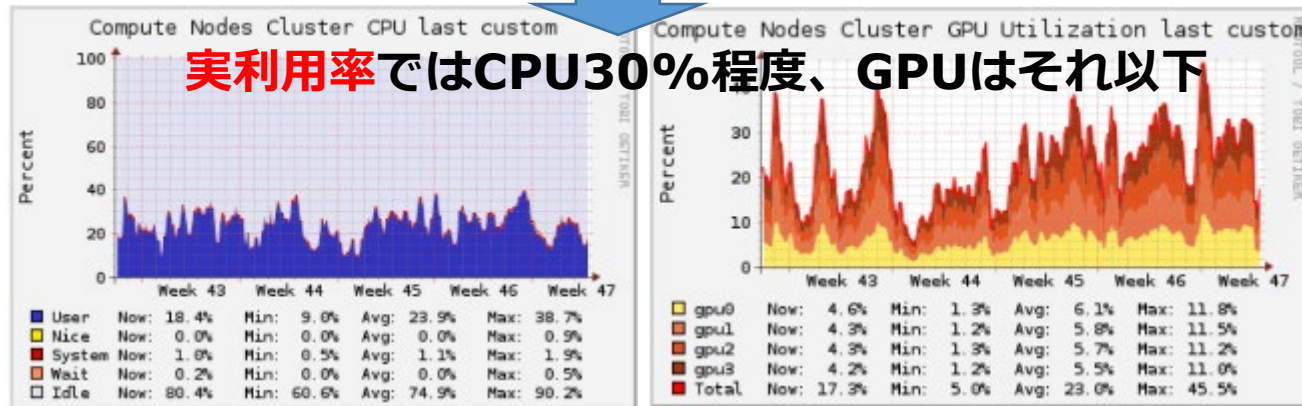 Compute Nodes Cluster CPU last custom
Compute Nodes Cluster GPU Utilization last custom
実利用率ではCPU30%程度、GPUはそれ以下
Percent
100
80
60
40
20
0
Week 43 Week 44 Week 45 Week 46 Week 47
User Now: 18.4% Min: 9.0% Avg: 23.9% Max: 38.7%
Nice Now: 0.0% Min: 0.0% Avg: 0.0% Max: 0.9%
System Now: 1.0% Min: 0.5% Avg: 1.1% Max: 1.9%
Wait Now: 0.2% Min: 0.0% Avg: 0.0% Max: 0.5%
Idle Now: 80.4% Min: 60.6% Avg: 74.9% Max: 90.2%
Percent
30
20
10
0
Week 43 Week 44 Week 45 Week 46 Week 47
gpu0 Now: 4.6% Min: 1.3% Avg: 6.1% Max: 11.8%
gpu1 Now: 4.3% Min: 1.2% Avg: 5.8% Max: 11.5%
gpu2 Now: 4.3% Min: 1.3% Avg: 5.7% Max: 11.2%
gpu3 Now: 4.2% Min: 1.2% Avg: 5.5% Max: 11.0%
Total Now: 17.3% Min: 5.0% Avg: 23.0% Max: 45.5%
TOBI OETIKER
/ TOBI OETIKER